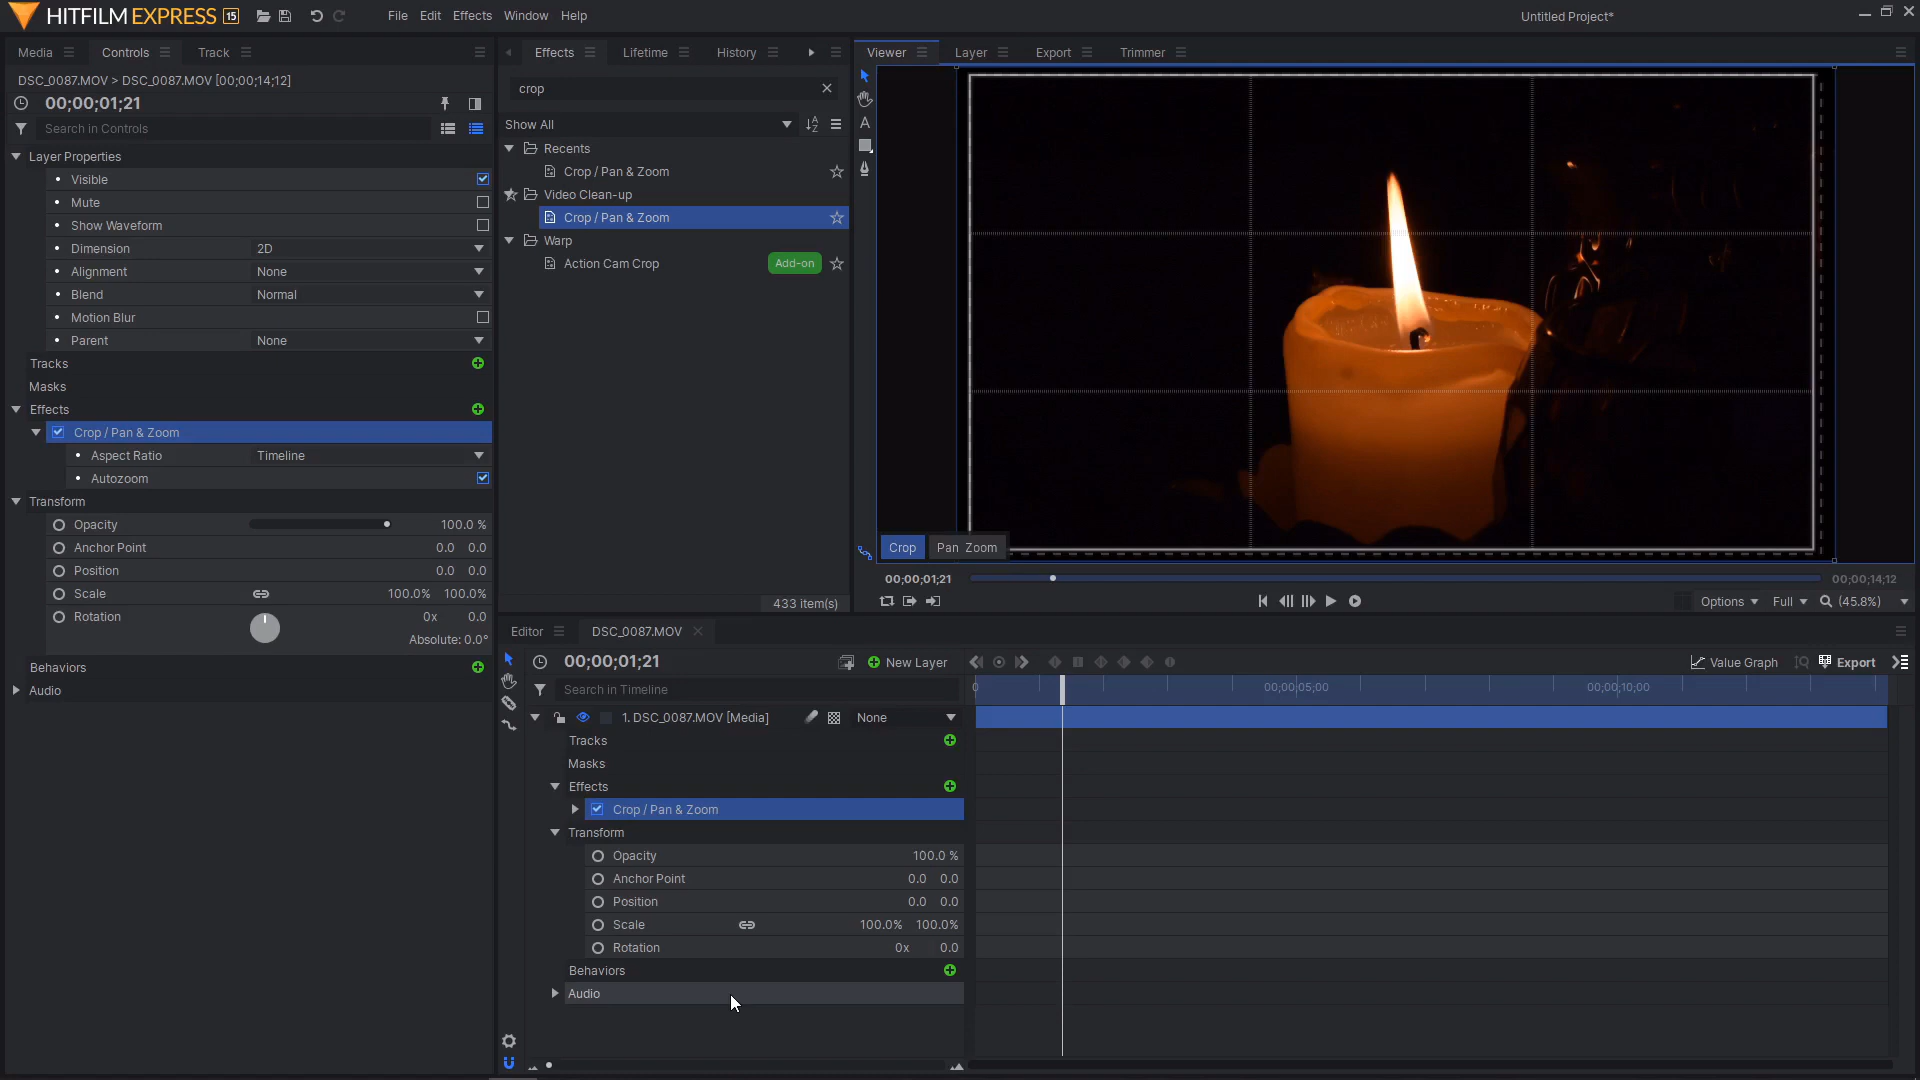 HITFILM EXPRESS 15
File Edit Effects Window Help
Untitled Project*
Media Controls Track
DSC_0087.MOV > DSC_0087.MOV [00;00;14;12]
00;00;01;21
Search in Controls
Layer Properties
Visible
Mute
Show Waveform
Dimension 2D
Alignment None
Blend Normal
Motion Blur
Parent None
Tracks
Masks
Effects
Crop / Pan & Zoom
Aspect Ratio Timeline
Autozoom
Transform
Opacity 100.0 %
Anchor Point 0.0 0.0
Position 0.0 0.0
Scale 100.0% 100.0%
Rotation 0x 0.0
Absolute: 0.0°
Behaviors
Audio
Effects Lifetime History
crop
Show All
Recents
Crop / Pan & Zoom
Video Clean-up
Crop / Pan & Zoom
Warp
Action Cam Crop Add-on
433 item(s)
Viewer Layer Export Trimmer
A
Crop Pan Zoom
00;00;01;21
00;00;14;12
Options Full (45.8%)
Editor DSC_0087.MOV
00;00;01;21
New Layer
Value Graph Export
Search in Timeline
0 00;00;05;00 00;00;10;00
1. DSC_0087.MOV [Media] None
Tracks
Masks
Effects
Crop / Pan & Zoom
Transform
Opacity 100.0 %
Anchor Point 0.0 0.0
Position 0.0 0.0
Scale 100.0% 100.0%
Rotation 0x 0.0
Behaviors
Audio